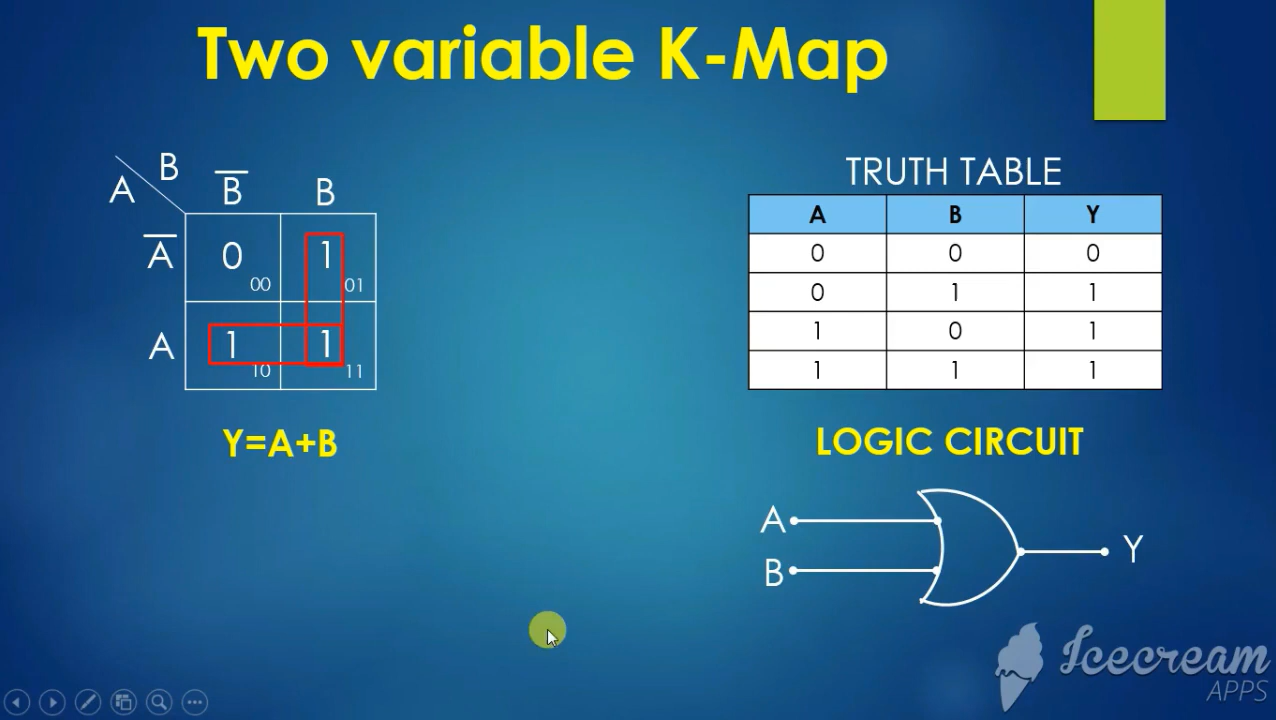 Two variable K-Map
B
A
B̅ B
A̅ 0 1
00 01
A 1 1
10 11
Y=A+B
TRUTH TABLE
A B Y
0 0 0
0 1 1
1 0 1
1 1 1
LOGIC CIRCUIT
A
B
Y
Icecream
APPS